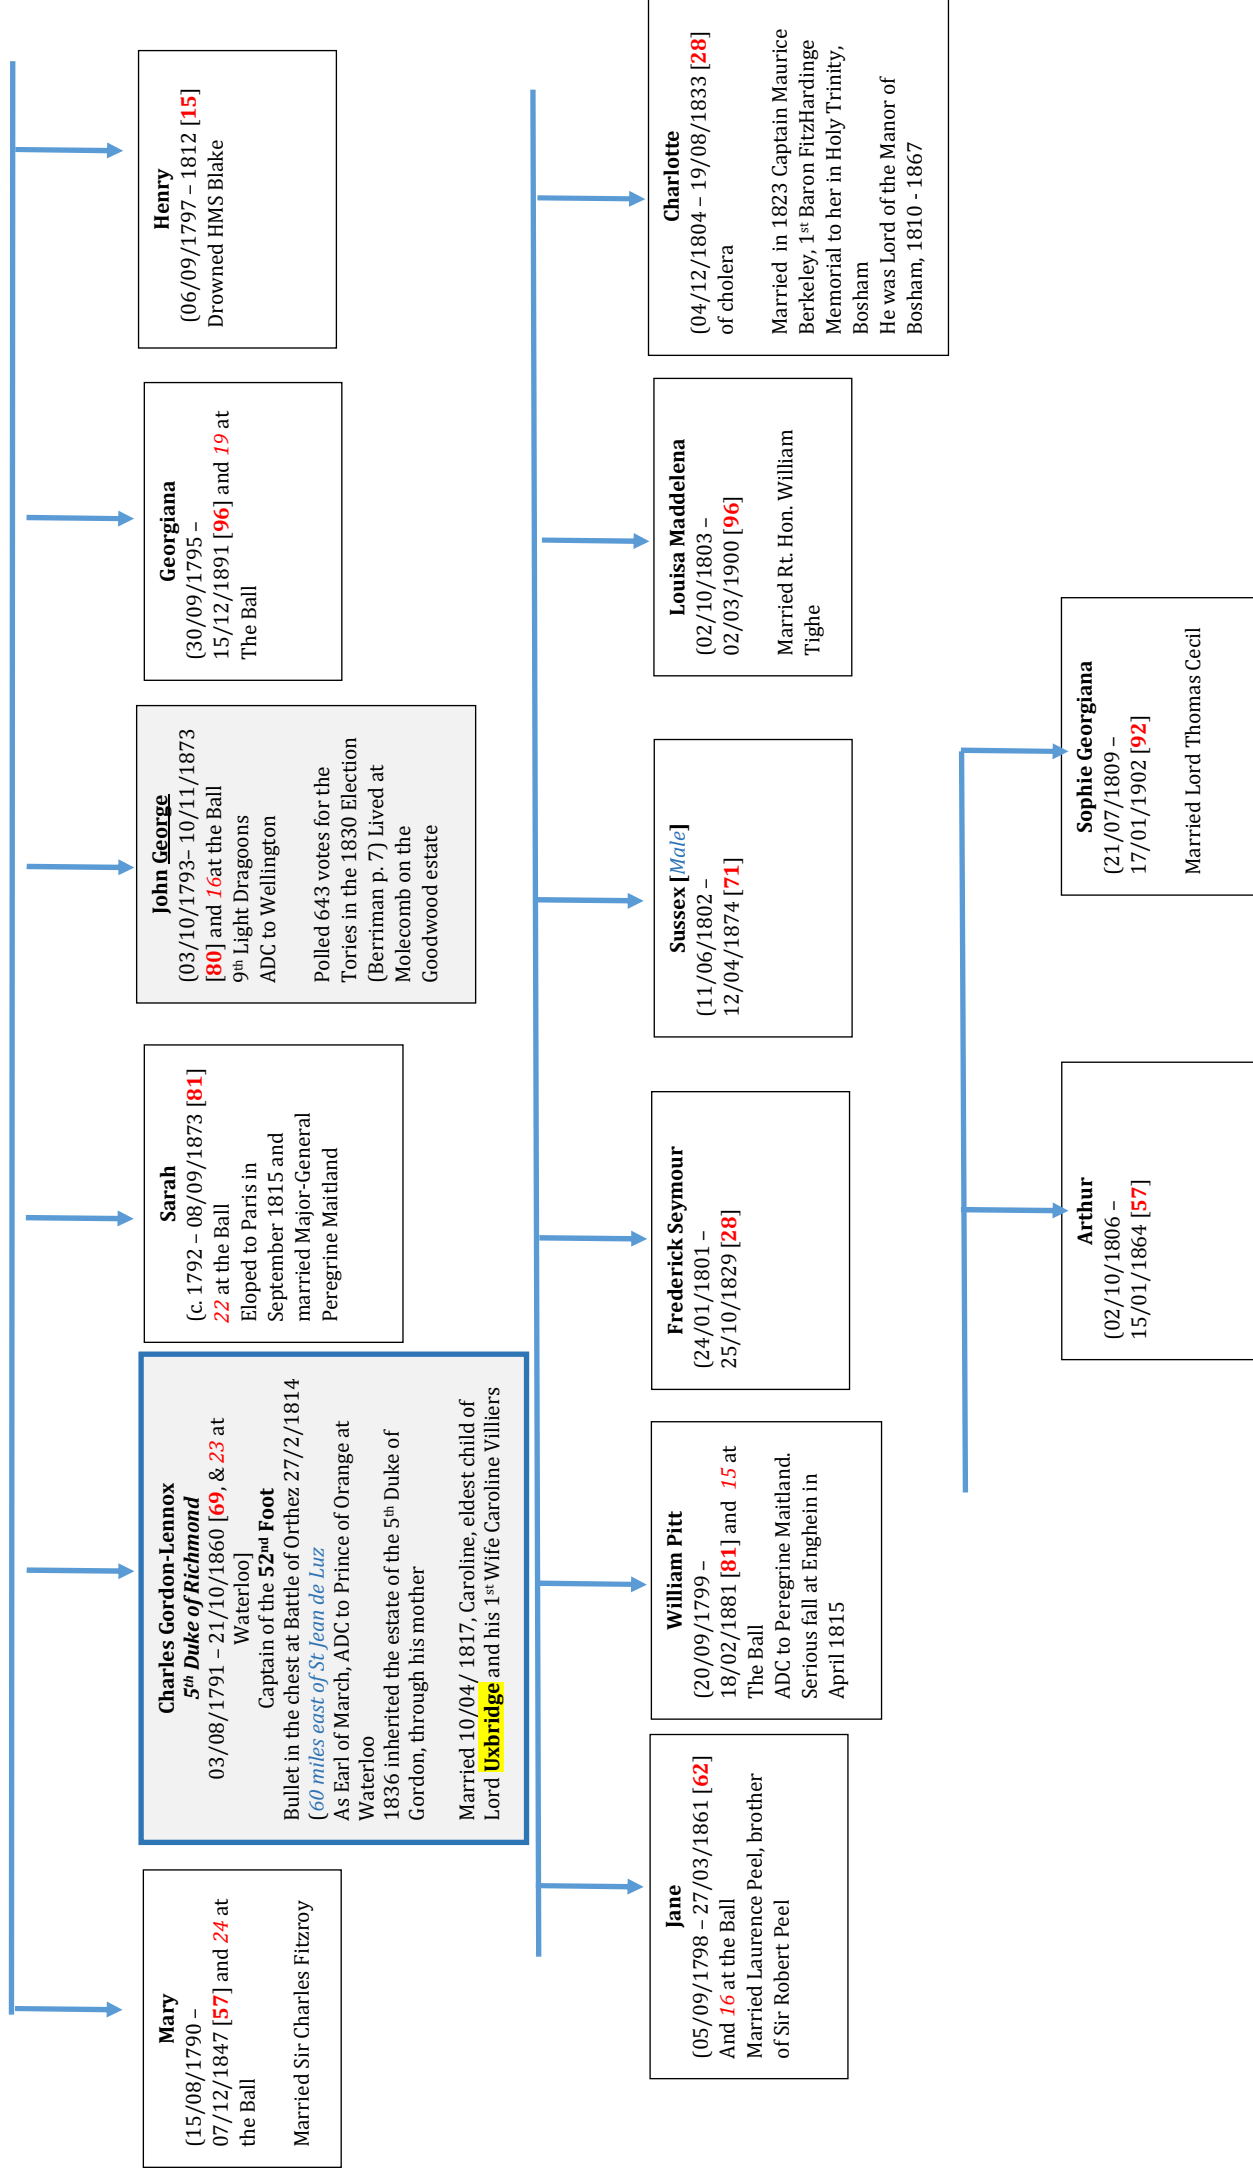 Mary
(15/08/1790 –
07/12/1847 [57] and 24 at
the Ball
Married Sir Charles Fitzroy
Charles Gordon-Lennox
5th Duke of Richmond
03/08/1791 – 21/10/1860 [69, & 23 at
Waterloo]
Captain of the 52nd Foot
Bullet in the chest at Battle of Orthez 27/2/1814
(60 miles east of St Jean de Luz
As Earl of March, ADC to Prince of Orange at
Waterloo
1836 inherited the estate of the 5th Duke of
Gordon, through his mother
Married 10/04/ 1817, Caroline, eldest child of
Lord Uxbridge and his 1st Wife Caroline Villiers
Sarah
(c. 1792 – 08/09/1873 [81]
22 at the Ball
Eloped to Paris in
September 1815 and
married Major-General
Peregrine Maitland
John George
(03/10/1793– 10/11/1873
[80] and 16at the Ball
9th Light Dragoons
ADC to Wellington
Polled 643 votes for the
Tories in the 1830 Election
(Berriman p. 7) Lived at
Molecomb on the
Goodwood estate
Georgiana
(30/09/1795 –
15/12/1891 [96] and 19 at
The Ball
Henry
(06/09/1797 – 1812 [15]
Drowned HMS Blake
Jane
(05/09/1798 – 27/03/1861 [62]
And 16 at the Ball
Married Laurence Peel, brother
of Sir Robert Peel
William Pitt
(20/09/1799 –
18/02/1881 [81] and 15 at
The Ball
ADC to Peregrine Maitland.
Serious fall at Enghein in
April 1815
Frederick Seymour
(24/01/1801 –
25/10/1829 [28]
Sussex [Male]
(11/06/1802 –
12/04/1874 [71]
Louisa Maddelena
(02/10/1803 –
02/03/1900 [96]
Married Rt. Hon. William
Tighe
Charlotte
(04/12/1804 – 19/08/1833 [28]
of cholera
Married in 1823 Captain Maurice
Berkeley, 1st Baron FitzHardinge
Memorial to her in Holy Trinity,
Bosham
He was Lord of the Manor of
Bosham, 1810 - 1867
Arthur
(02/10/1806 –
15/01/1864 [57]
Sophie Georgiana
(21/07/1809 –
17/01/1902 [92]
Married Lord Thomas Cecil